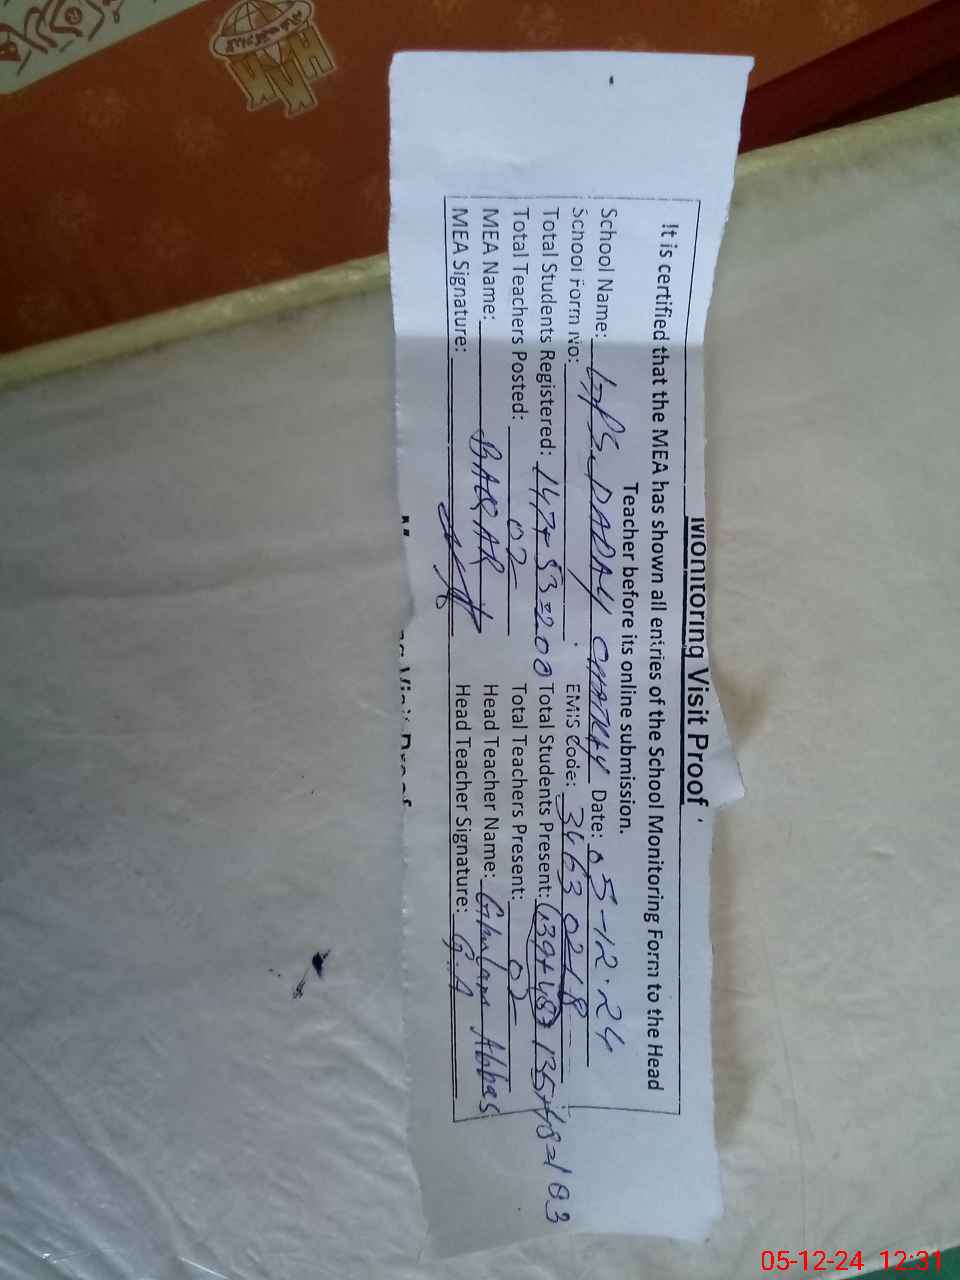 Monitoring Visit Proof
It is certified that the MEA has shown all entries of the School Monitoring Form to the Head
Teacher before its online submission.
School Name: GPS. DADAY CHATKAY Date: 05-12.24
School Form No: EMIS Code: 34630218
Total Students Registered: 147+53=200 Total Students Present: 139+48= 135+48=183
Total Teachers Posted: 02 Total Teachers Present: 02
MEA Name: BAQAR Head Teacher Name: Ghulam Abbas
MEA Signature: Head Teacher Signature: G.A
05-12-24 12:31